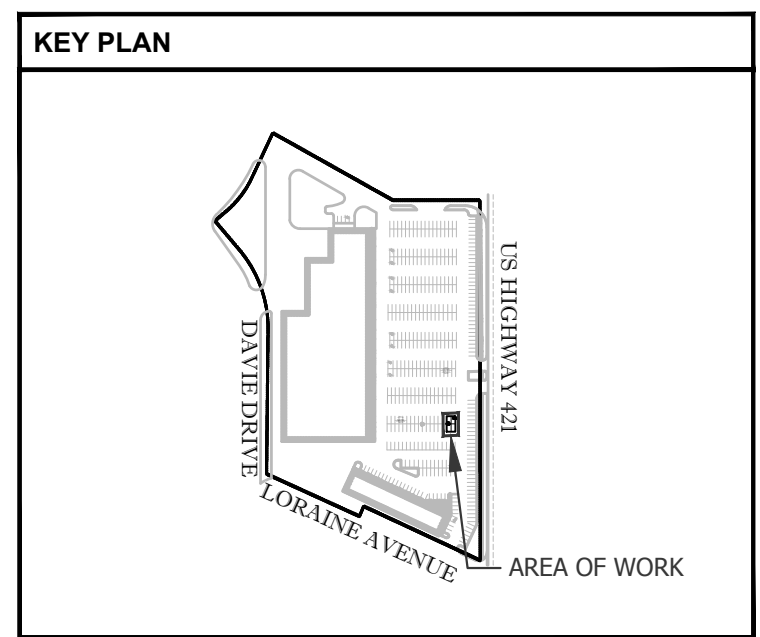 KEY PLAN
US HIGHWAY 421
DAVIE DRIVE
LORAINE AVENUE
AREA OF WORK